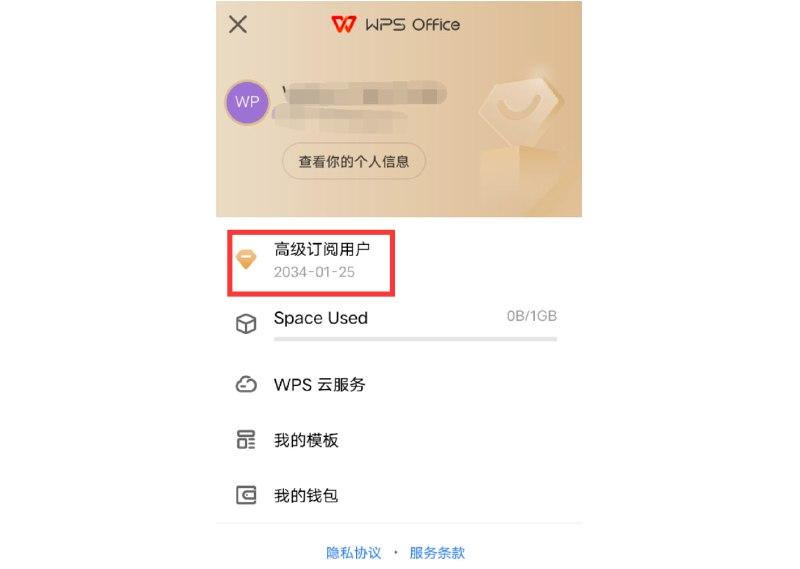 WPS Office
WP
查看你的个人信息
高级订阅用户
2034-01-25
Space Used
0B/1GB
WPS 云服务
我的模板
我的钱包
隐私协议 · 服务条款